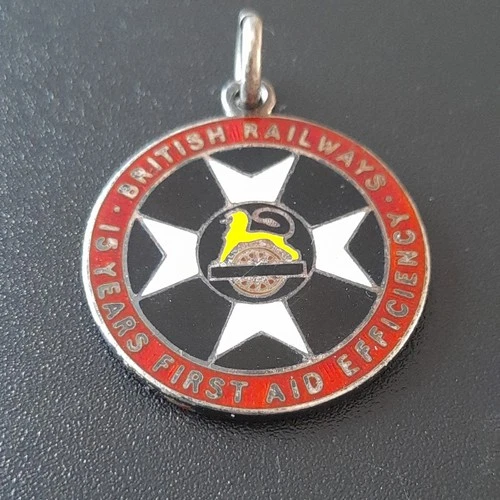 · BRITISH RAILWAYS ·
15 YEARS FIRST AID EFFICIENCY